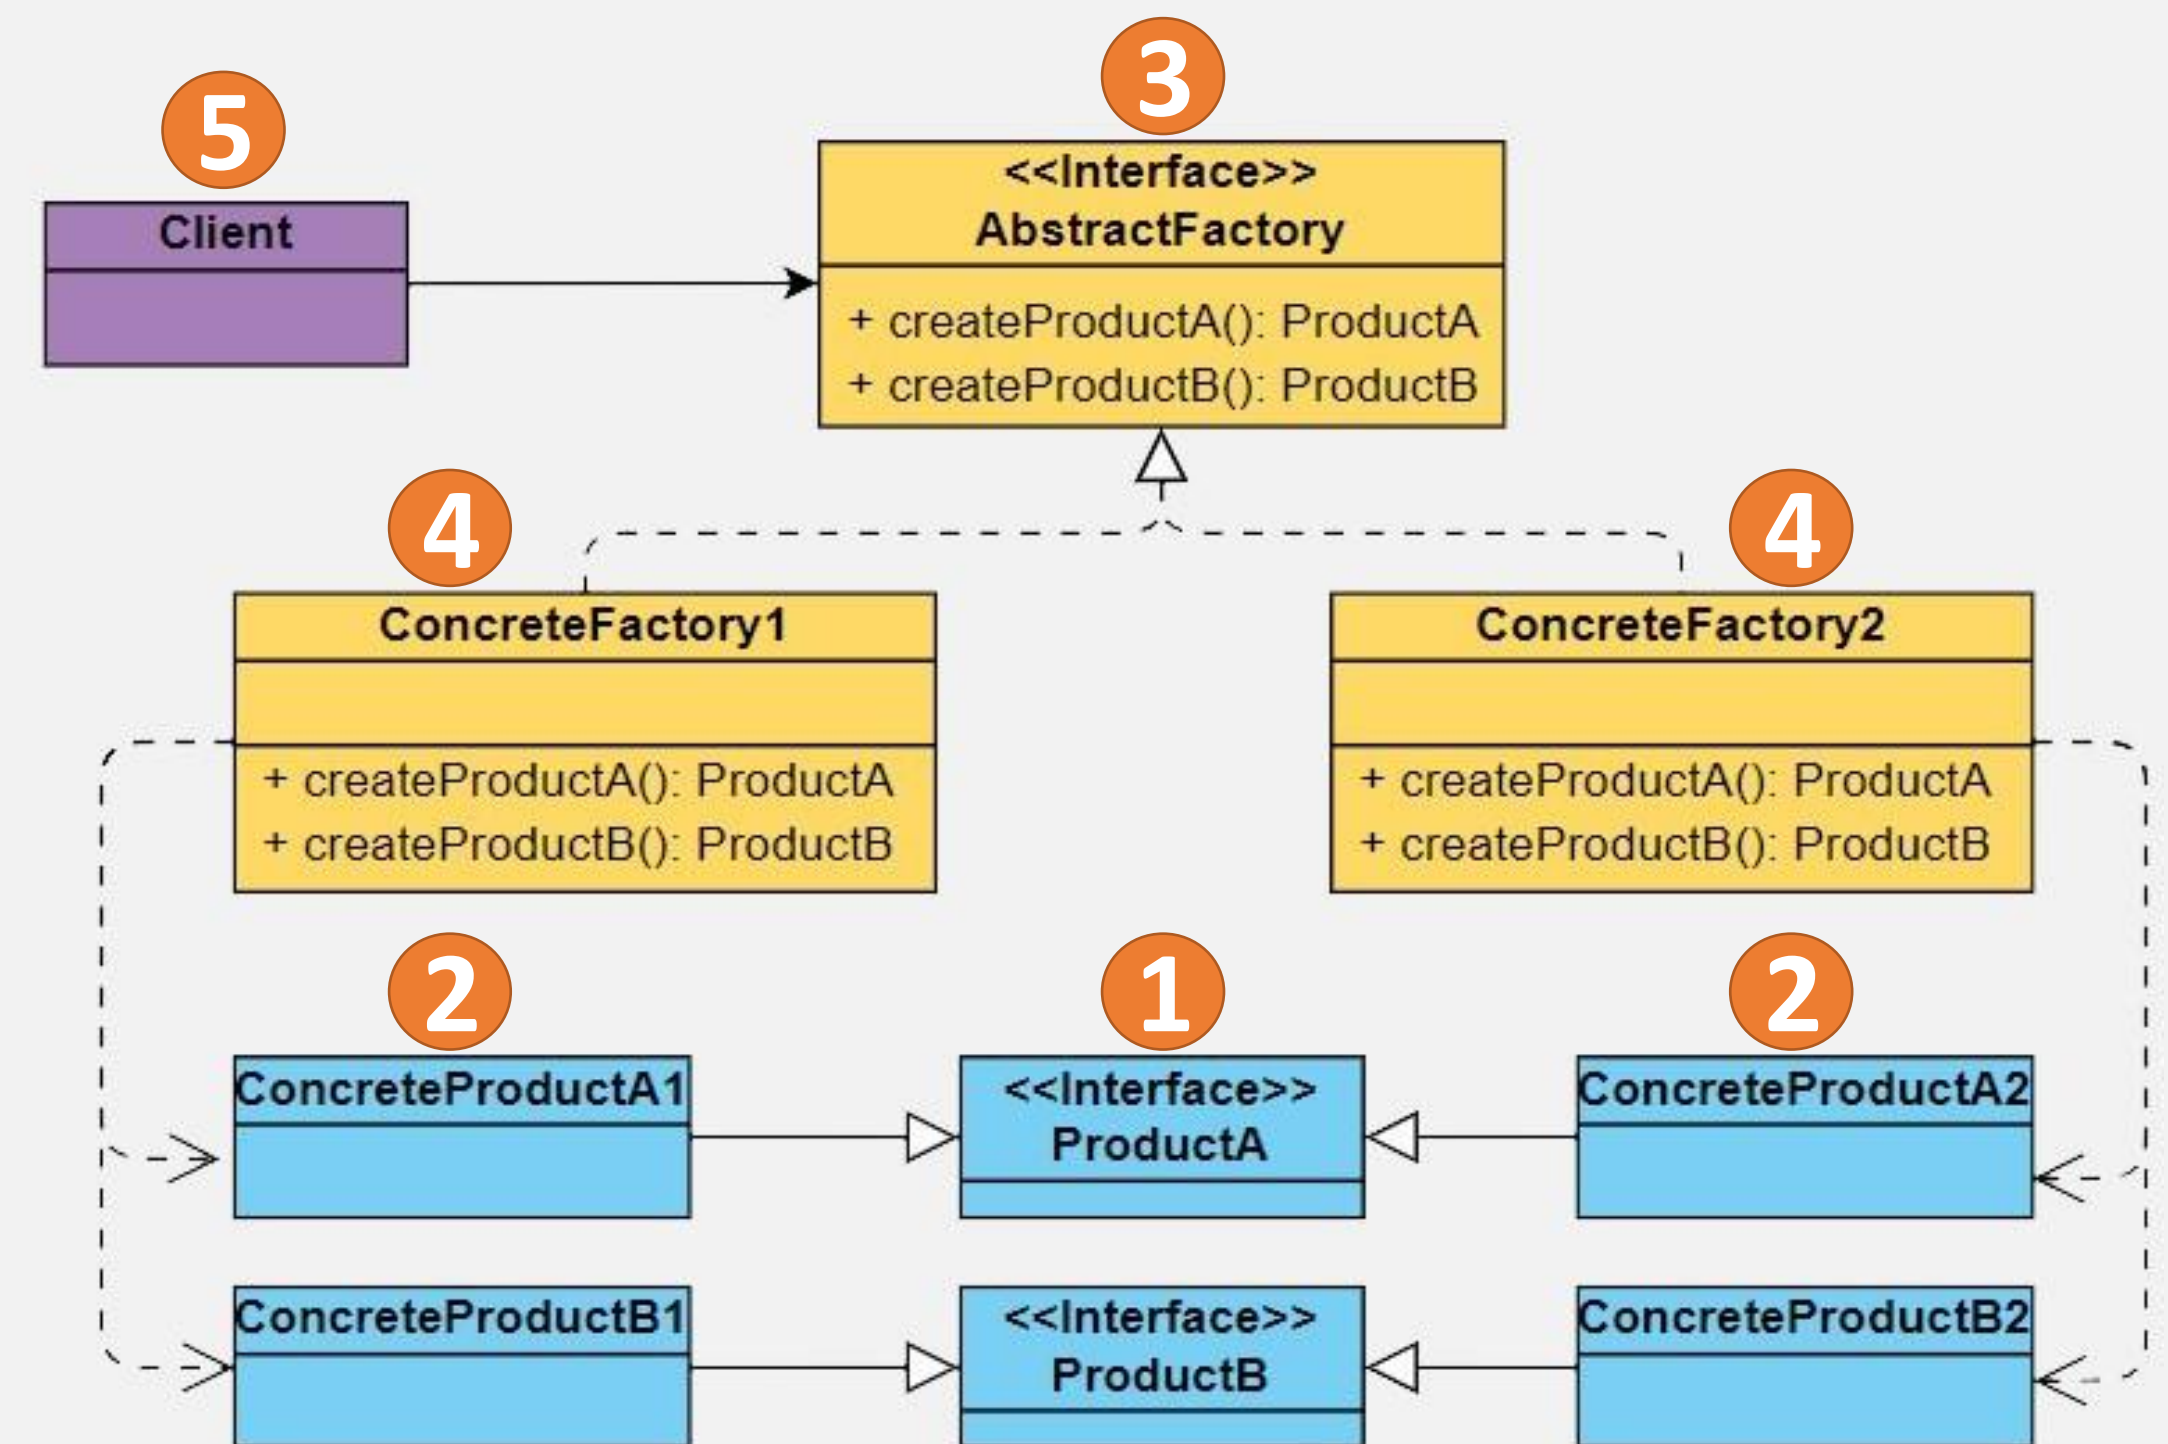 3
5
<<Interface>>
AbstractFactory
Client
+ createProductA(): ProductA
+ createProductB(): ProductB
4
4
ConcreteFactory1
ConcreteFactory2
+ createProductA(): ProductA
+ createProductB(): ProductB
+ createProductA(): ProductA
+ createProductB(): ProductB
2
1
2
ConcreteProductA1
<<Interface>>
ProductA
ConcreteProductA2
ConcreteProductB1
<<Interface>>
ProductB
ConcreteProductB2